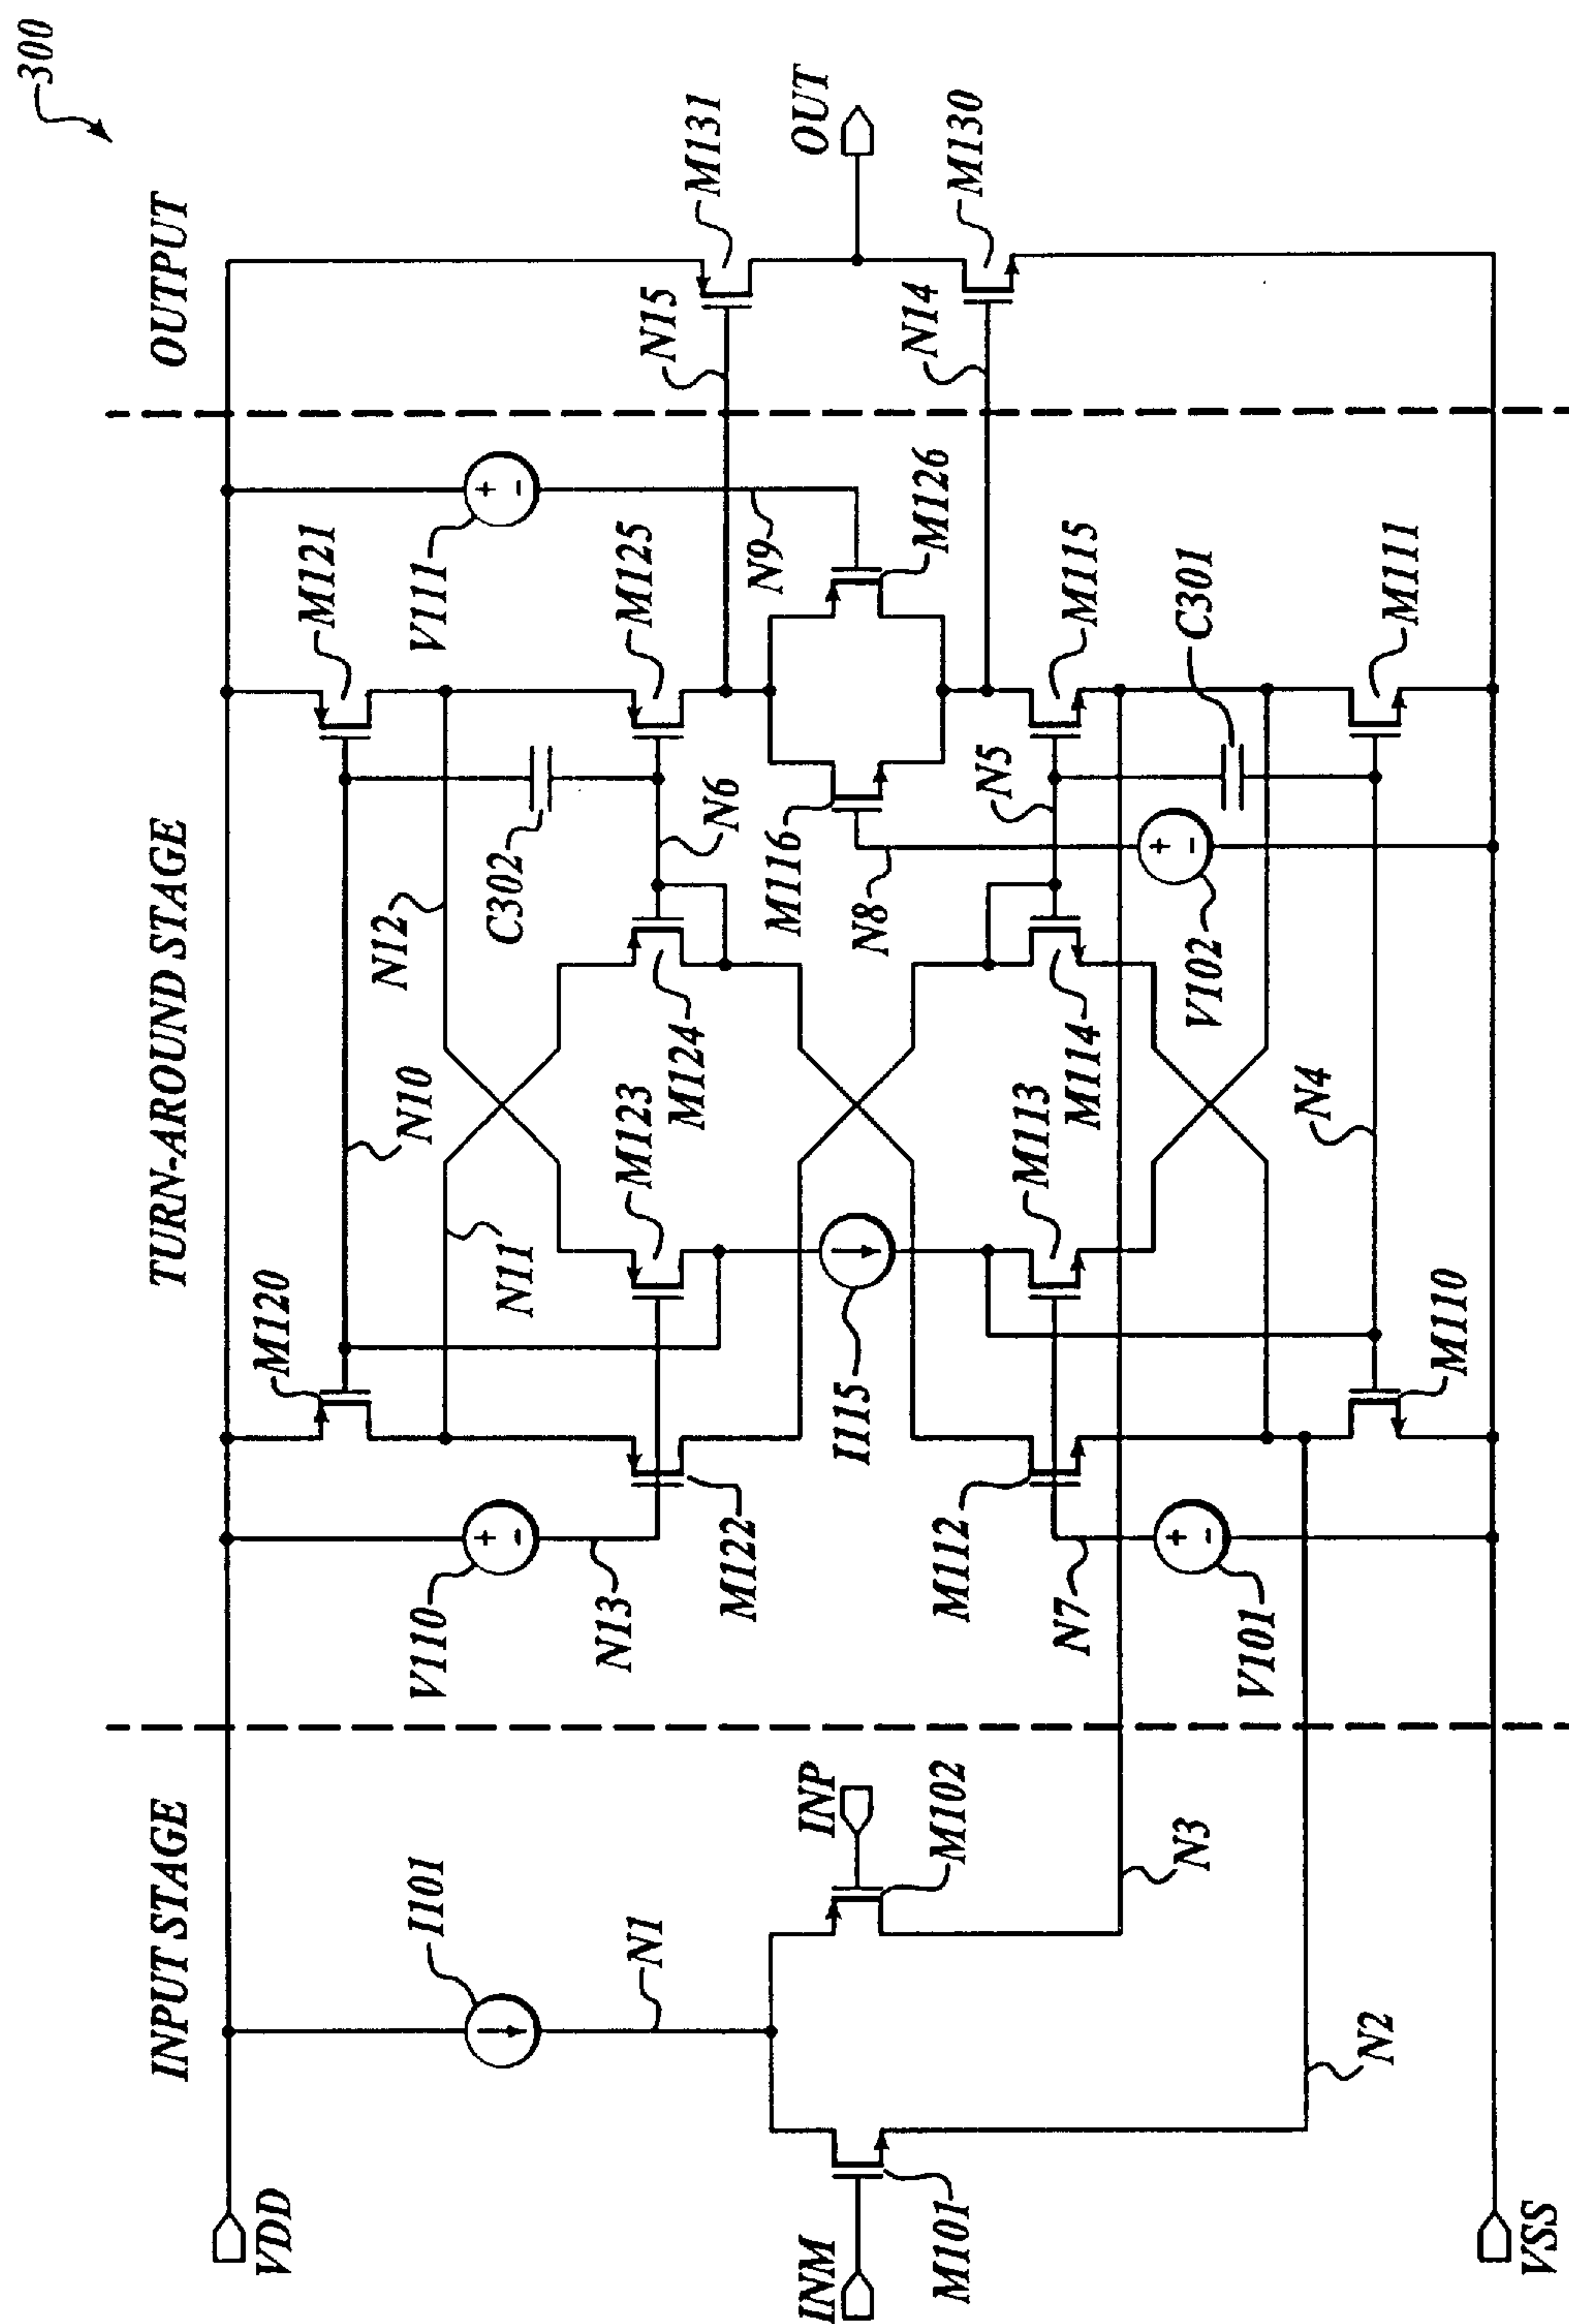 300
INPUT STAGE
TURN-AROUND STAGE
OUTPUT
VDD
I101
N1
INM
M101
INP
M102
N3
N2
VSS
V110
N13
M122
M112
N7
V101
M120
N11
N10
N12
M123
M124
I115
M113
M114
M110
N4
C302
N6
M116
N8
V102
N5
M121
V111
M125
N9
M126
M115
C301
M111
N15
N14
M131
OUT
M130
+
-
+
-
+
-
+
-